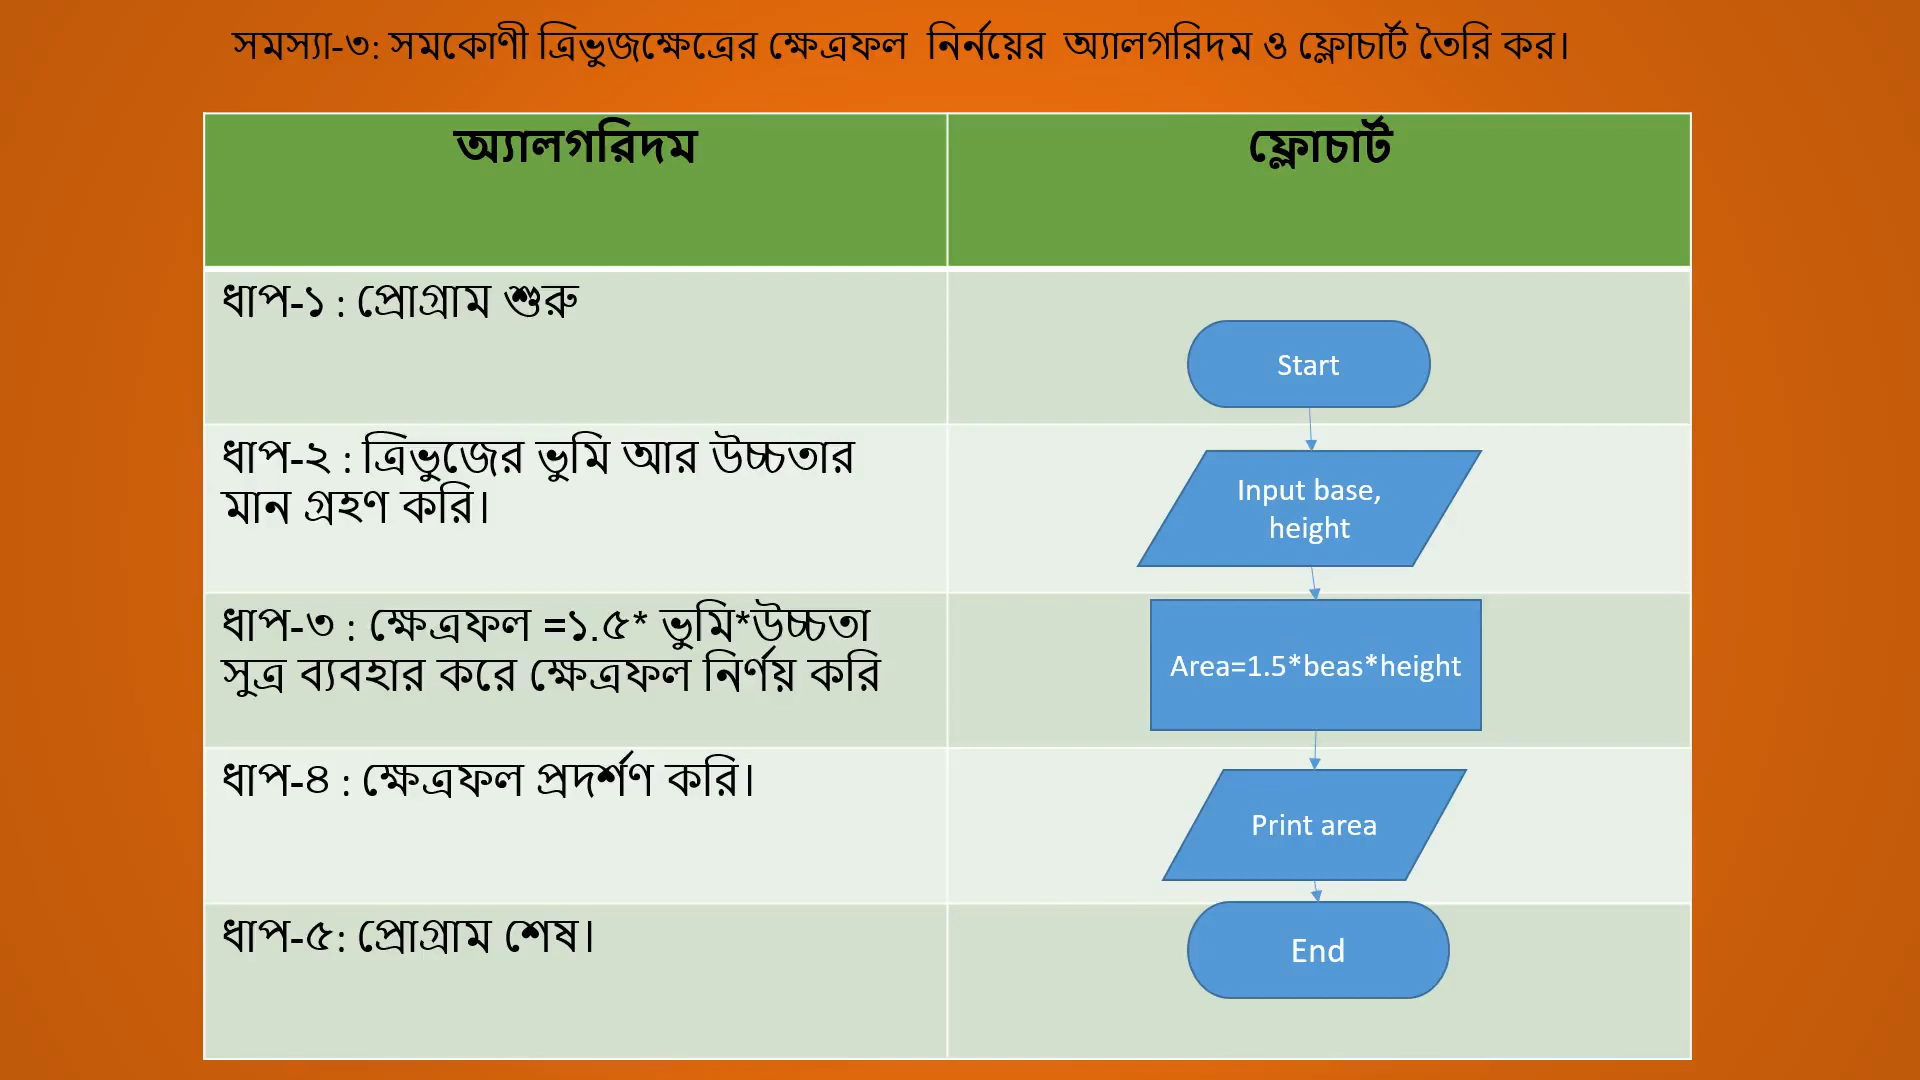 সমস্যা-৩: সমকোণী ত্রিভুজক্ষেত্রের ক্ষেত্রফল নির্নয়ের অ্যালগরিদম ও ফ্লোচার্ট তৈরি কর।
অ্যালগরিদম
ফ্লোচার্ট
ধাপ-১ : প্রোগ্রাম শুরু
Start
ধাপ-২ : ত্রিভুজের ভুমি আর উচ্চতার
মান গ্রহণ করি।
Input base,
height
ধাপ-৩ : ক্ষেত্রফল =১.৫* ভুমি*উচ্চতা
সুত্র ব্যবহার করে ক্ষেত্রফল নির্ণয় করি
Area=1.5*beas*height
ধাপ-৪ : ক্ষেত্রফল প্রদর্শণ করি।
Print area
ধাপ-৫: প্রোগ্রাম শেষ।
End